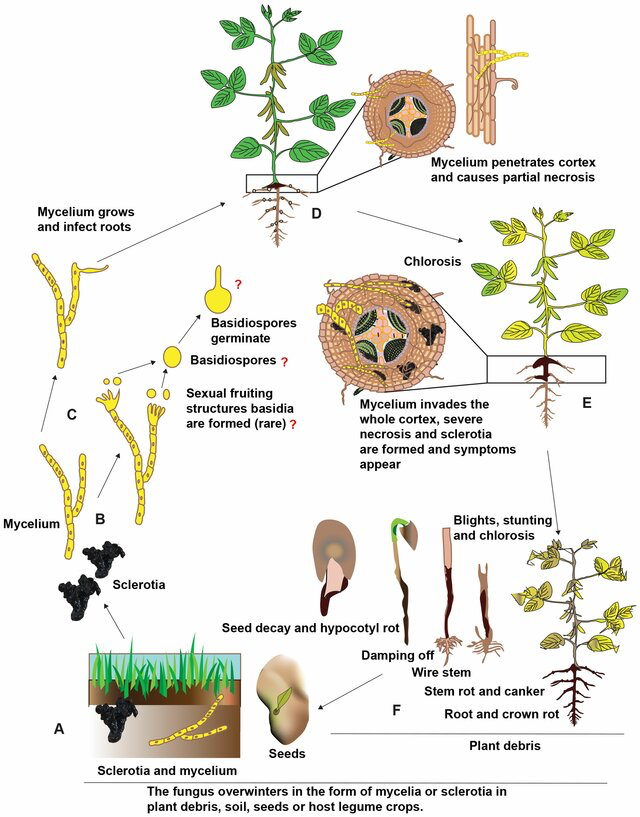 Mycelium penetrates cortex
and causes partial necrosis
Mycelium grows
and infect roots
D
Chlorosis
?
Basidiospores
germinate
Basidiospores ?
C
Sexual fruiting
structures basidia
are formed (rare) ?
E
Mycelium invades the
whole cortex, severe
necrosis and sclerotia
are formed and symptoms
appear
B
Mycelium
Sclerotia
Blights, stunting
and chlorosis
Seed decay and hypocotyl rot
Damping off
Wire stem
Stem rot and canker
Root and crown rot
A
F
Seeds
Plant debris
Sclerotia and mycelium
The fungus overwinters in the form of mycelia or sclerotia in
plant debris, soil, seeds or host legume crops.